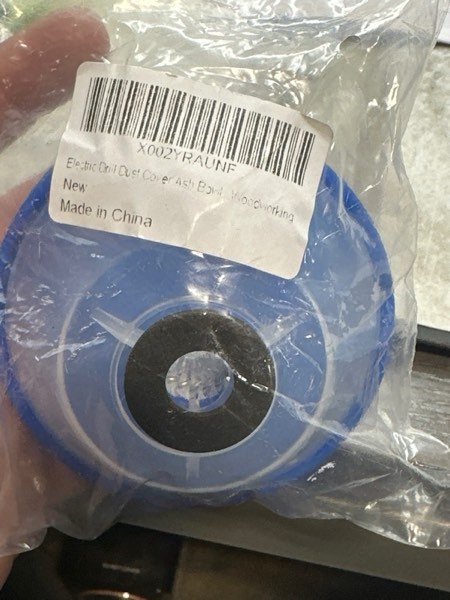 X002YRAUNF
Electric Drill Dust Cover Ash Bowl Woodworking
New
Made in China